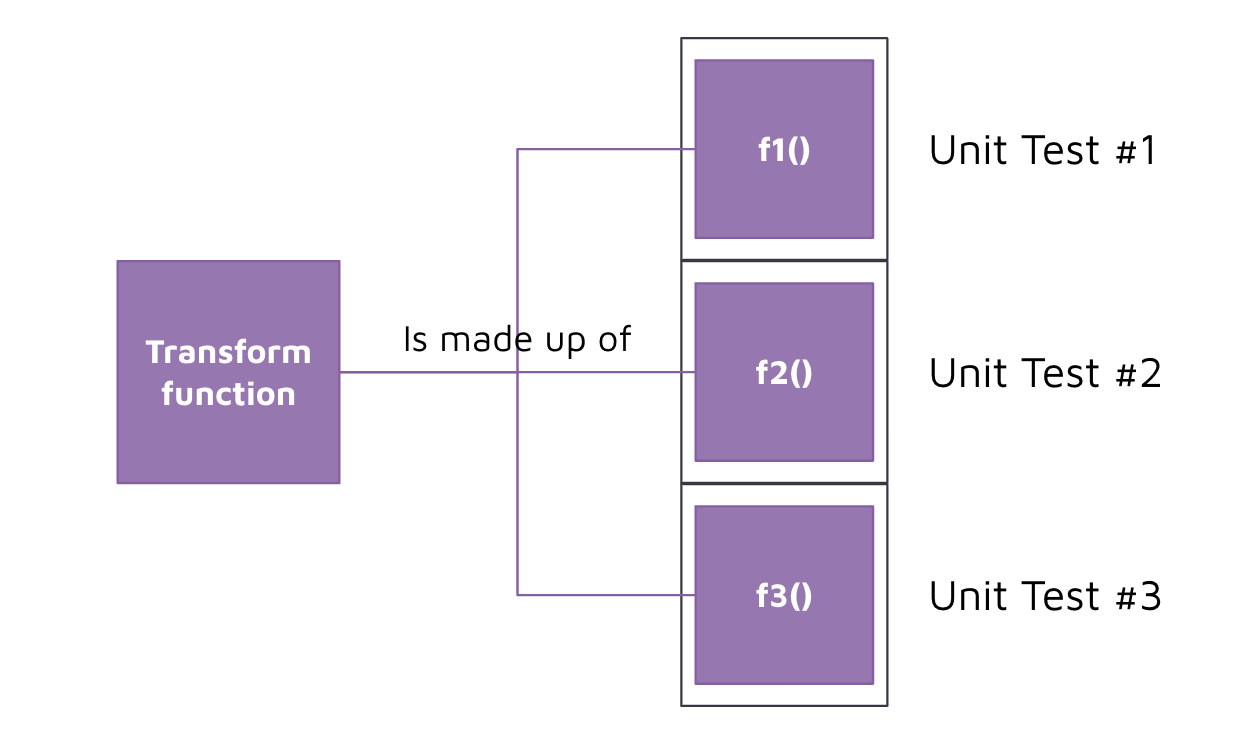 f1()
Unit Test #1
Is made up of
Transform
function
f2()
Unit Test #2
f3()
Unit Test #3